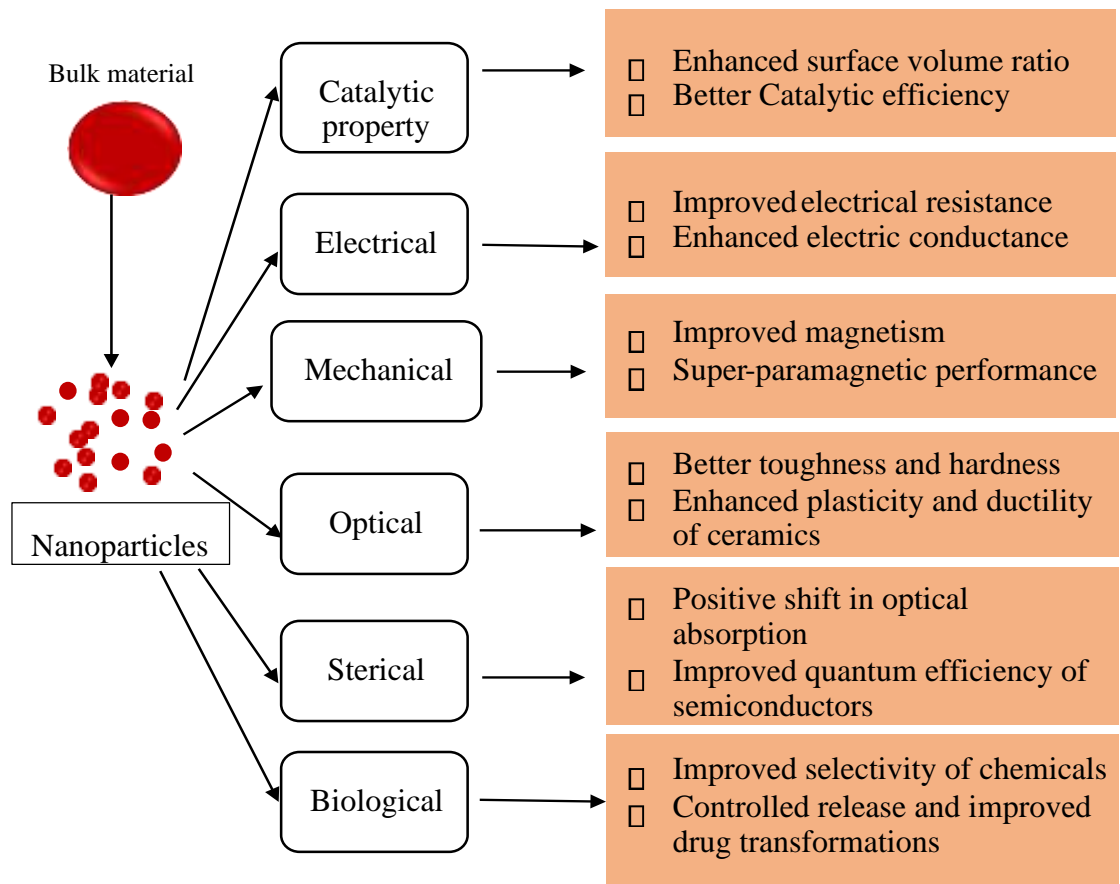 Bulk material
Nanoparticles
Catalytic
property
Enhanced surface volume ratio
Better Catalytic efficiency
Electrical
Improved electrical resistance
Enhanced electric conductance
Mechanical
Improved magnetism
Super-paramagnetic performance
Optical
Better toughness and hardness
Enhanced plasticity and ductility
of ceramics
Sterical
Positive shift in optical
absorption
Improved quantum efficiency of
semiconductors
Biological
Improved selectivity of chemicals
Controlled release and improved
drug transformations